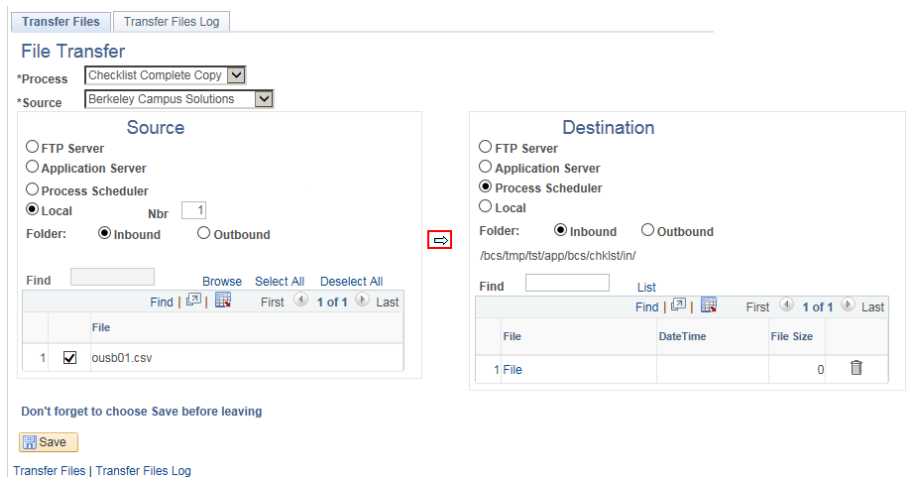 Transfer Files Transfer Files Log
File Transfer
*Process Checklist Complete Copy
*Source Berkeley Campus Solutions
Source
FTP Server
Application Server
Process Scheduler
Local Nbr 1
Folder: Inbound Outbound
Find Browse Select All Deselect All
Find | | First 1 of 1 Last
File
1 ousb01.csv
Destination
FTP Server
Application Server
Process Scheduler
Local
Folder: Inbound Outbound
/bcs/tmp/tst/app/bcs/chklst/in/
Find List
Find | | First 1 of 1 Last
File DateTime File Size
1 File 0
Don't forget to choose Save before leaving
Save
Transfer Files | Transfer Files Log